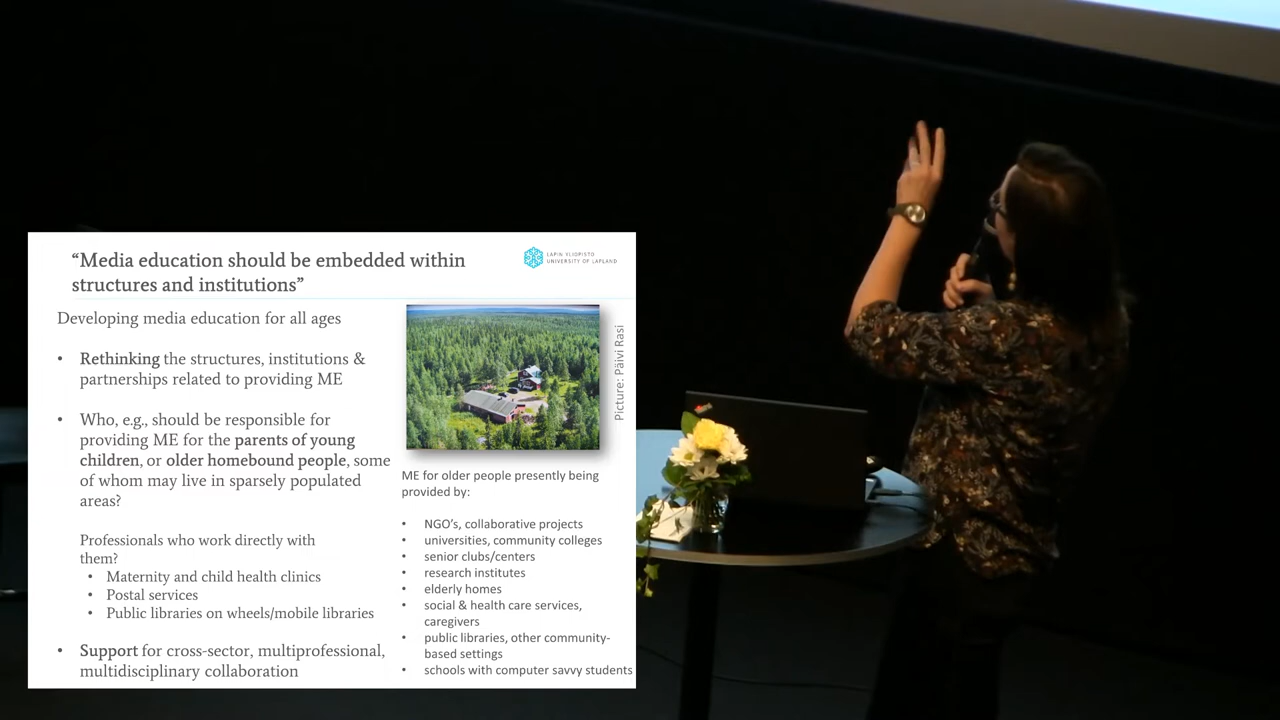 “Media education should be embedded within
structures and institutions”
LAPIN YLIOPISTO
UNIVERSITY OF LAPLAND
Developing media education for all ages
• Rethinking the structures, institutions &
partnerships related to providing ME
• Who, e.g., should be responsible for
providing ME for the parents of young
children, or older homebound people, some
of whom may live in sparsely populated
areas?
Professionals who work directly with
them?
• Maternity and child health clinics
• Postal services
• Public libraries on wheels/mobile libraries
• Support for cross-sector, multiprofessional,
multidisciplinary collaboration
Picture: Päivi Rasi
ME for older people presently being
provided by:
• NGO’s, collaborative projects
• universities, community colleges
• senior clubs/centers
• research institutes
• elderly homes
• social & health care services,
caregivers
• public libraries, other community-
based settings
• schools with computer savvy students